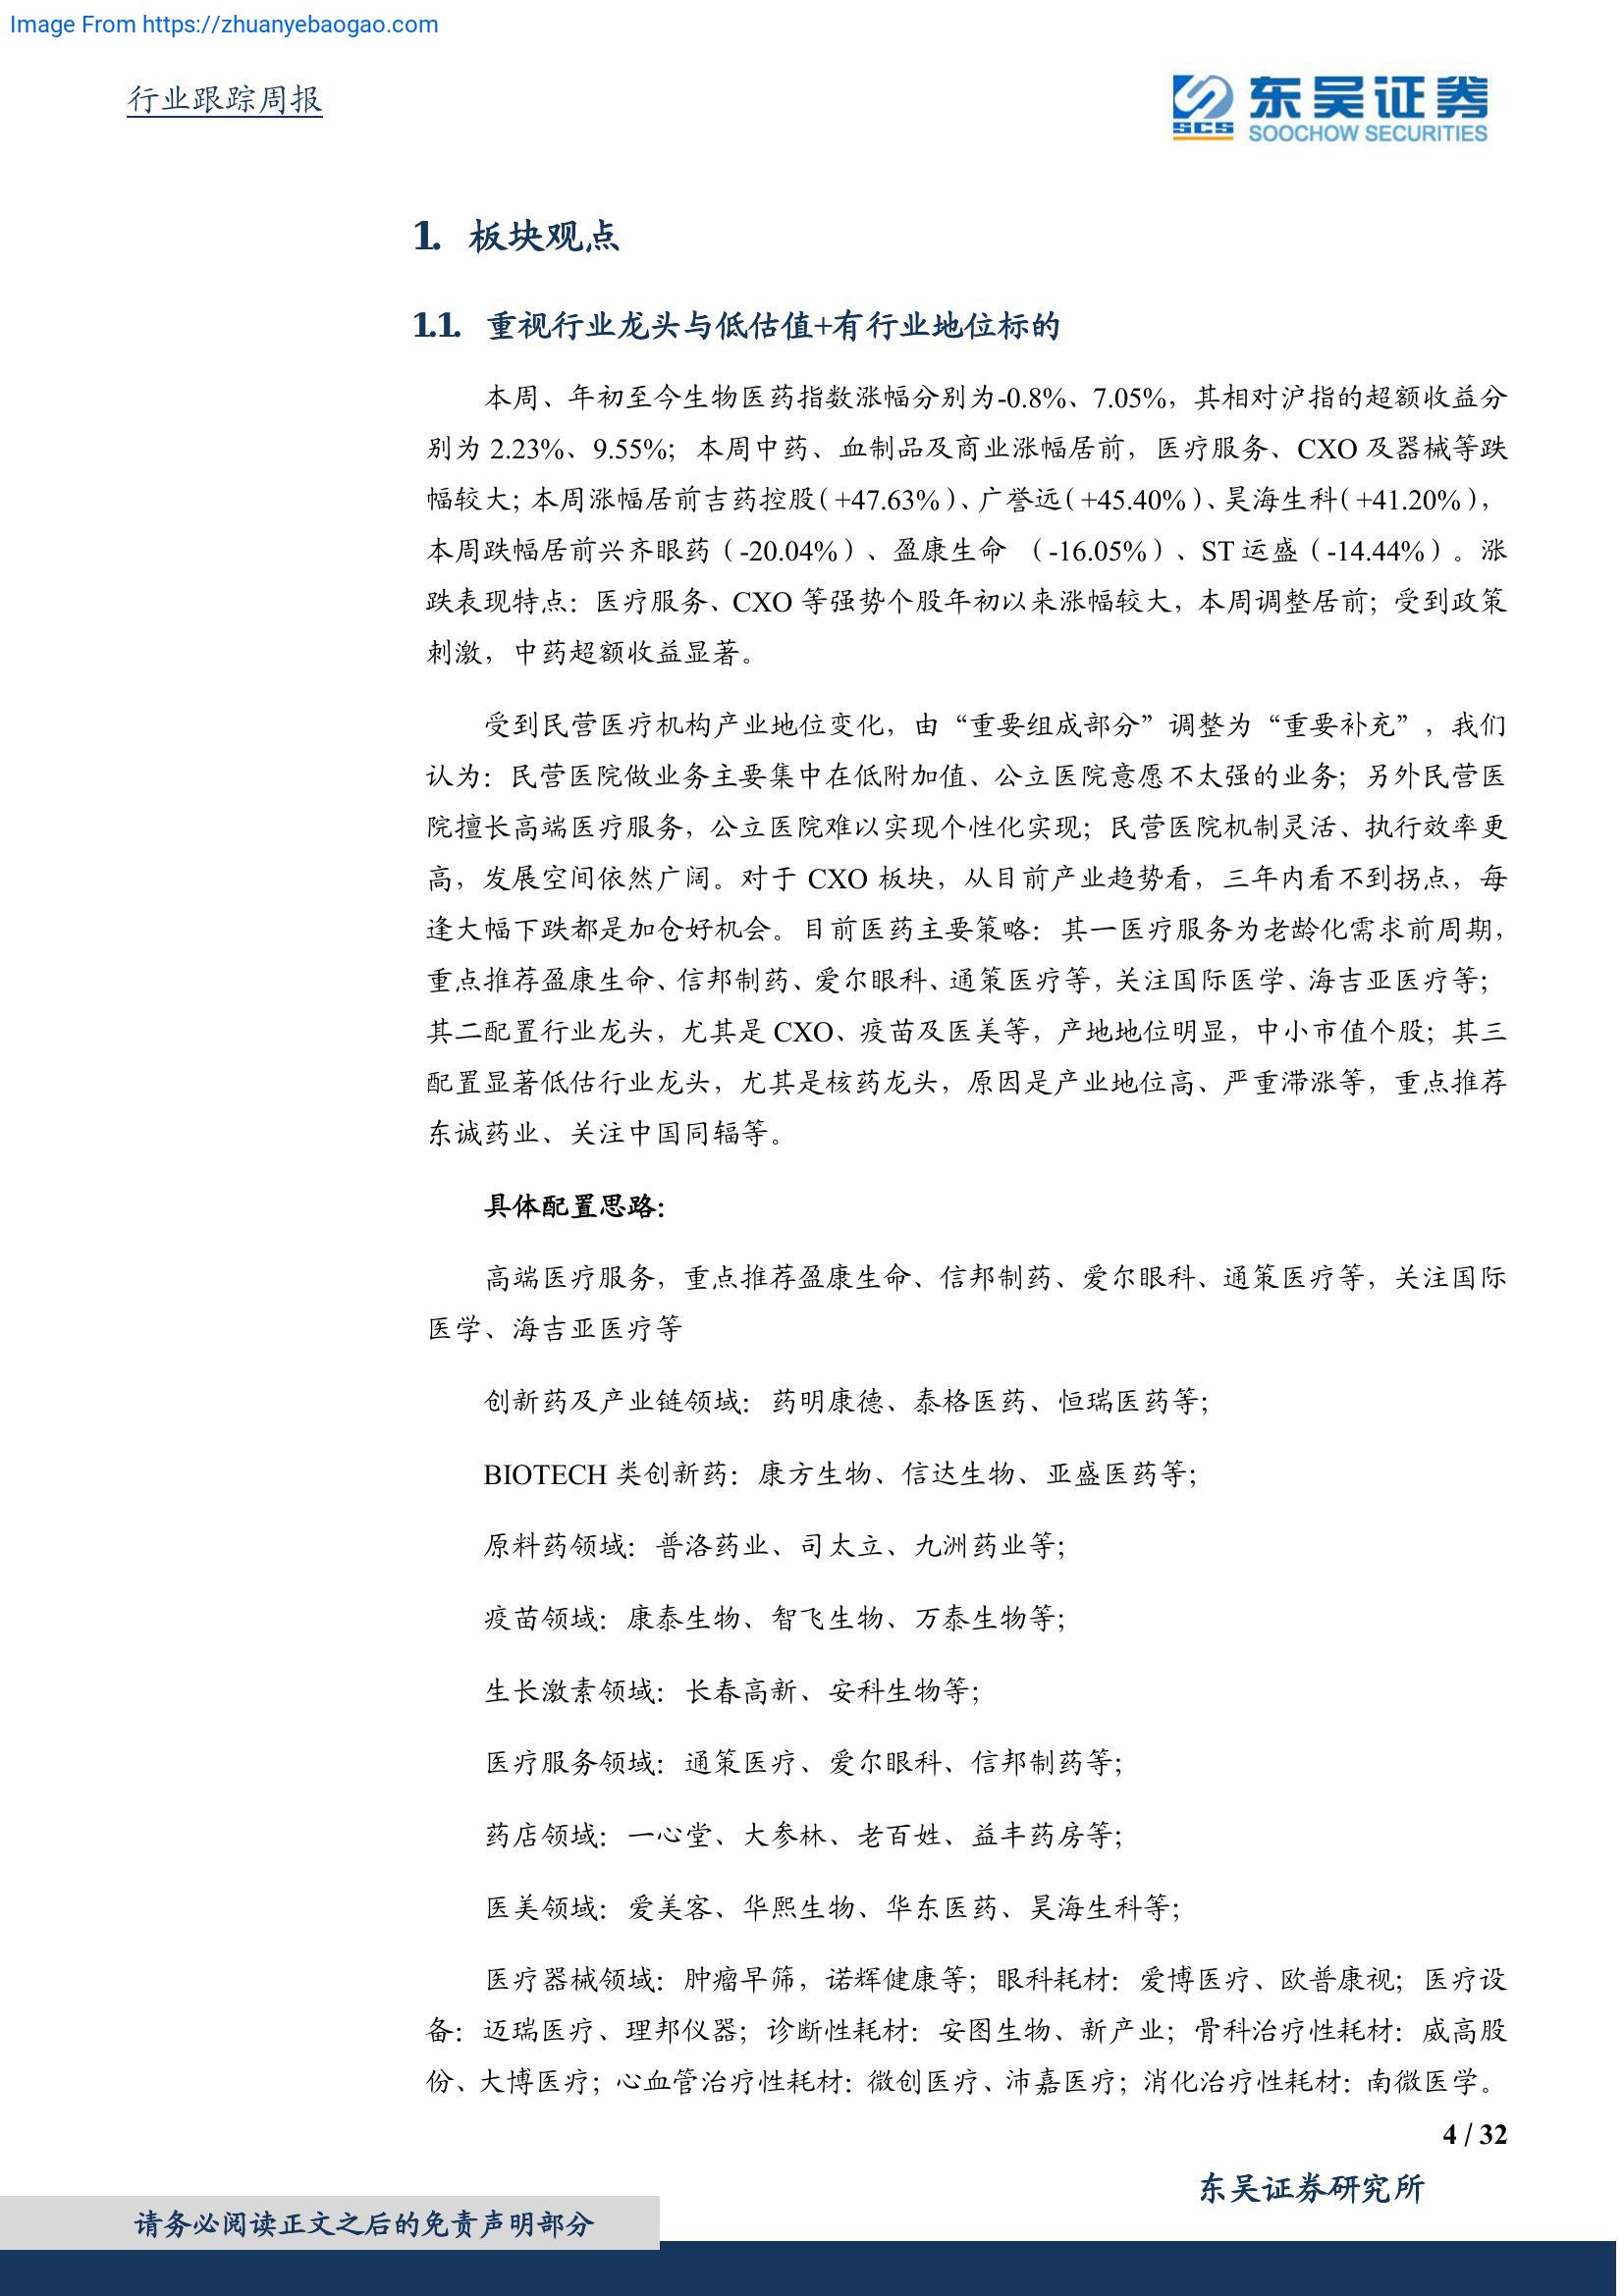 Image From https://zhuanyebaogao.com
行业跟踪周报
东吴证券
SCS
SOOCHOW SECURITIES
1. 板块观点
1.1. 重视行业龙头与低估值+有行业地位标的
本周、年初至今生物医药指数涨幅分别为-0.8%、7.05%，其相对沪指的超额收益分
别为 2.23%、9.55%；本周中药、血制品及商业涨幅居前，医疗服务、CXO 及器械等跌
幅较大；本周涨幅居前吉药控股（+47.63%）、广誉远（+45.40%）、昊海生科（+41.20%），
本周跌幅居前兴齐眼药（-20.04%）、盈康生命 （-16.05%）、ST 运盛（-14.44%）。涨
跌表现特点：医疗服务、CXO 等强势个股年初以来涨幅较大，本周调整居前；受到政策
刺激，中药超额收益显著。
受到民营医疗机构产业地位变化，由“重要组成部分”调整为“重要补充”，我们
认为：民营医院做业务主要集中在低附加值、公立医院意愿不太强的业务；另外民营医
院擅长高端医疗服务，公立医院难以实现个性化实现；民营医院机制灵活、执行效率更
高，发展空间依然广阔。对于 CXO 板块，从目前产业趋势看，三年内看不到拐点，每
逢大幅下跌都是加仓好机会。目前医药主要策略：其一医疗服务为老龄化需求前周期，
重点推荐盈康生命、信邦制药、爱尔眼科、通策医疗等，关注国际医学、海吉亚医疗等；
其二配置行业龙头，尤其是 CXO、疫苗及医美等，产地地位明显，中小市值个股；其三
配置显著低估行业龙头，尤其是核药龙头，原因是产业地位高、严重滞涨等，重点推荐
东诚药业、关注中国同辐等。
具体配置思路：
高端医疗服务，重点推荐盈康生命、信邦制药、爱尔眼科、通策医疗等，关注国际
医学、海吉亚医疗等
创新药及产业链领域：药明康德、泰格医药、恒瑞医药等；
BIOTECH 类创新药：康方生物、信达生物、亚盛医药等；
原料药领域：普洛药业、司太立、九洲药业等；
疫苗领域：康泰生物、智飞生物、万泰生物等；
生长激素领域：长春高新、安科生物等；
医疗服务领域：通策医疗、爱尔眼科、信邦制药等；
药店领域：一心堂、大参林、老百姓、益丰药房等；
医美领域：爱美客、华熙生物、华东医药、昊海生科等；
医疗器械领域：肿瘤早筛，诺辉健康等；眼科耗材：爱博医疗、欧普康视；医疗设
备：迈瑞医疗、理邦仪器；诊断性耗材：安图生物、新产业；骨科治疗性耗材：威高股
份、大博医疗；心血管治疗性耗材：微创医疗、沛嘉医疗；消化治疗性耗材：南微医学。
4 / 32
东吴证券研究所
请务必阅读正文之后的免责声明部分